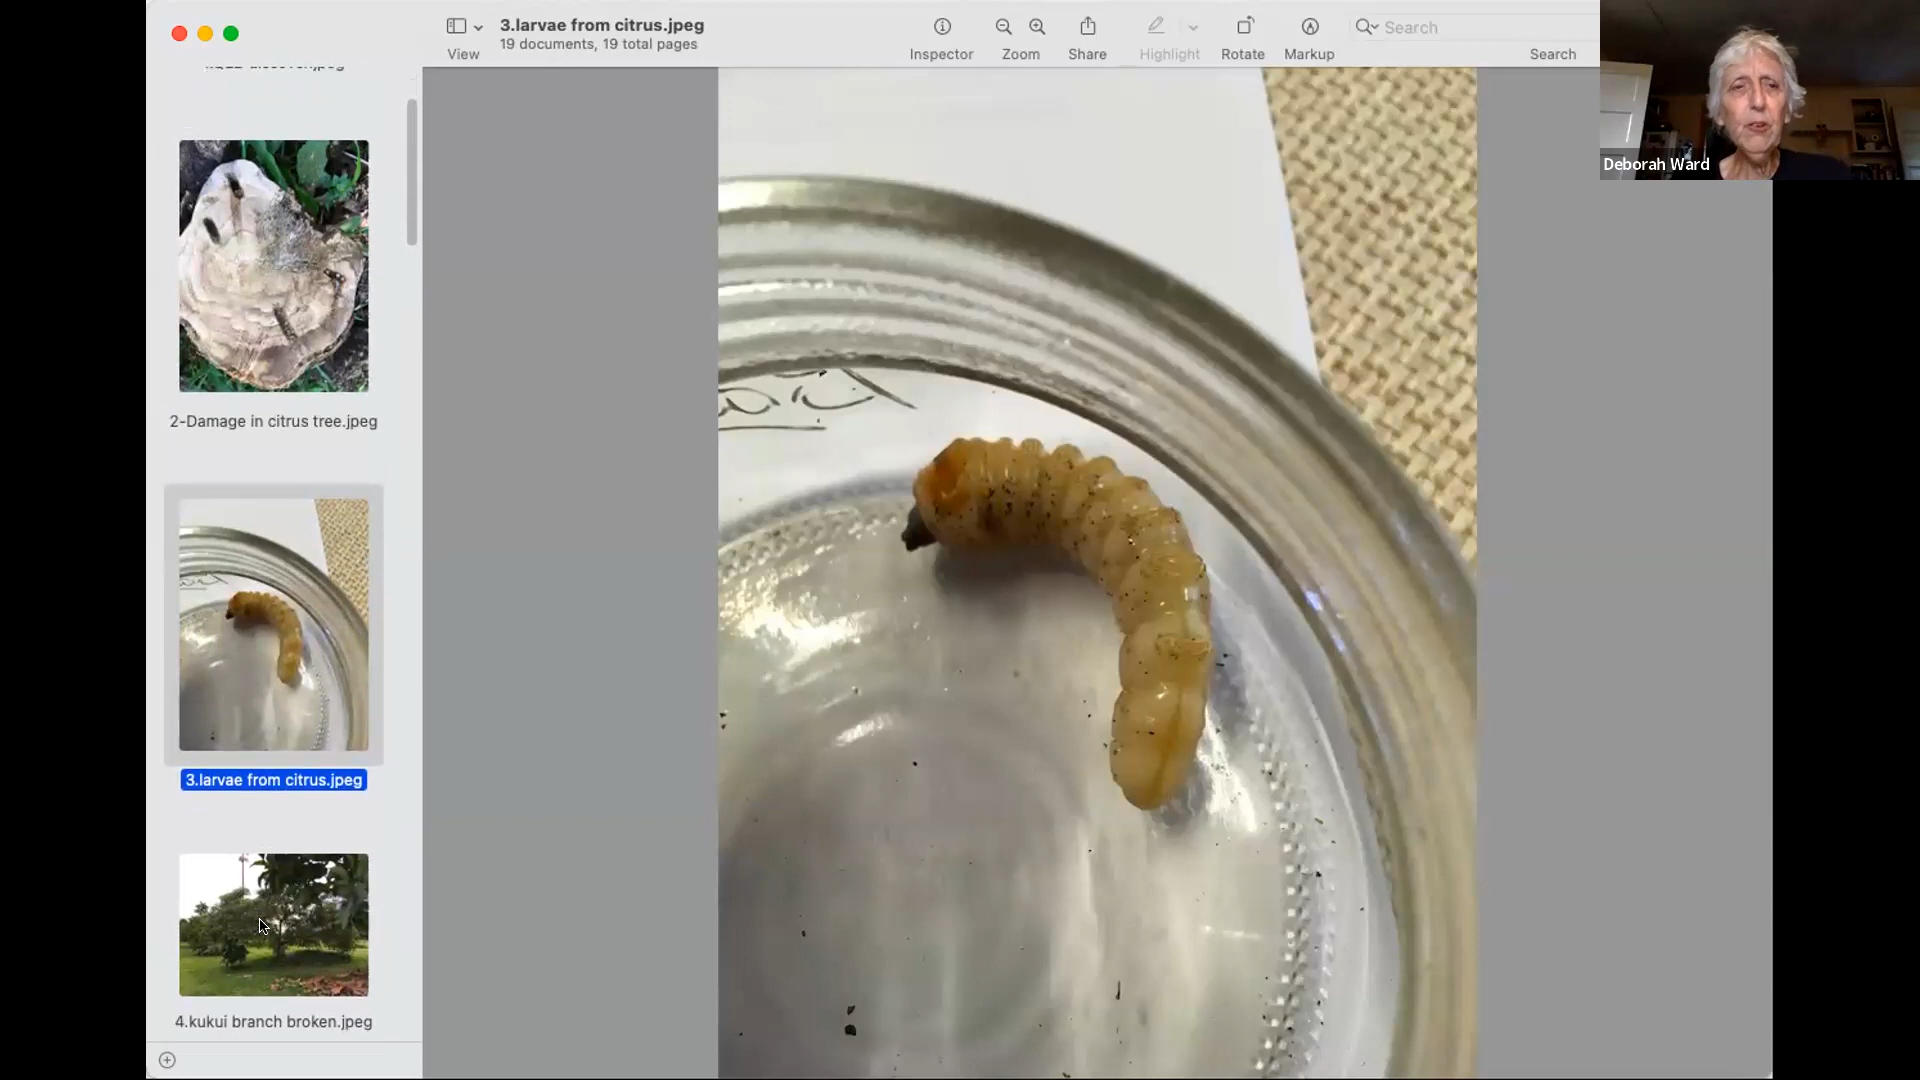 3.larvae from citrus.jpeg
19 documents, 19 total pages
View
Inspector
Zoom
Share
Highlight
Rotate
Markup
Search
Search
Deborah Ward
2-Damage in citrus tree.jpeg
3.larvae from citrus.jpeg
4.kukui branch broken.jpeg